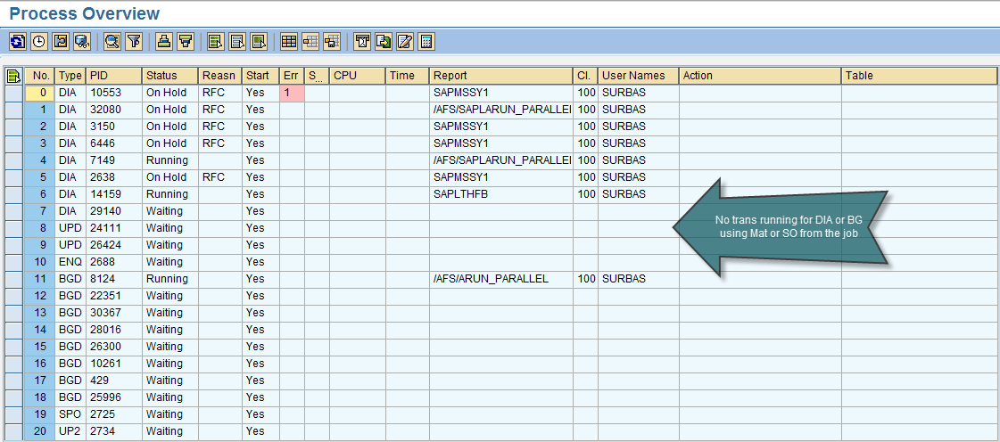 Process Overview
No. Type PID Status Reasn Start Err S... CPU Time Report Cl. User Names Action Table
0 DIA 10553 On Hold RFC Yes 1 SAPMSSY1 100 SURBAS
1 DIA 32080 On Hold RFC Yes /AFS/SAPLARUN_PARALLEL 100 SURBAS
2 DIA 3150 On Hold RFC Yes SAPMSSY1 100 SURBAS
3 DIA 6446 On Hold RFC Yes SAPMSSY1 100 SURBAS
4 DIA 7149 Running Yes /AFS/SAPLARUN_PARALLEL 100 SURBAS
5 DIA 2638 On Hold RFC Yes SAPMSSY1 100 SURBAS
6 DIA 14159 Running Yes SAPLTHFB 100 SURBAS
7 DIA 29140 Waiting Yes
No trans running for DIA or BG
using Mat or SO from the job
8 UPD 24111 Waiting Yes
9 UPD 26424 Waiting Yes
10 ENQ 2688 Waiting Yes
11 BGD 8124 Running Yes /AFS/ARUN_PARALLEL 100 SURBAS
12 BGD 22351 Waiting Yes
13 BGD 30367 Waiting Yes
14 BGD 28016 Waiting Yes
15 BGD 26300 Waiting Yes
16 BGD 10261 Waiting Yes
17 BGD 429 Waiting Yes
18 BGD 25996 Waiting Yes
19 SPO 2725 Waiting Yes
20 UP2 2734 Waiting Yes